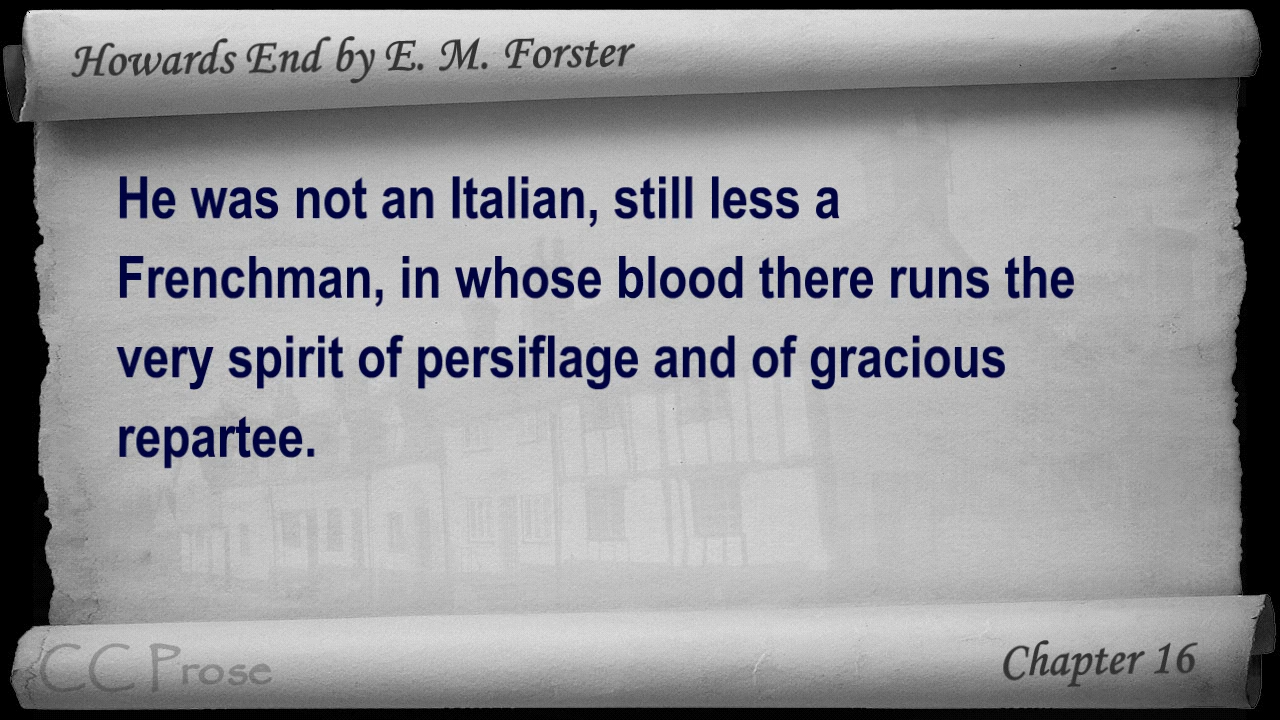 Howards End by E. M. Forster
He was not an Italian, still less a
Frenchman, in whose blood there runs the
very spirit of persiflage and of gracious
repartee.
CC Prose
Chapter 16